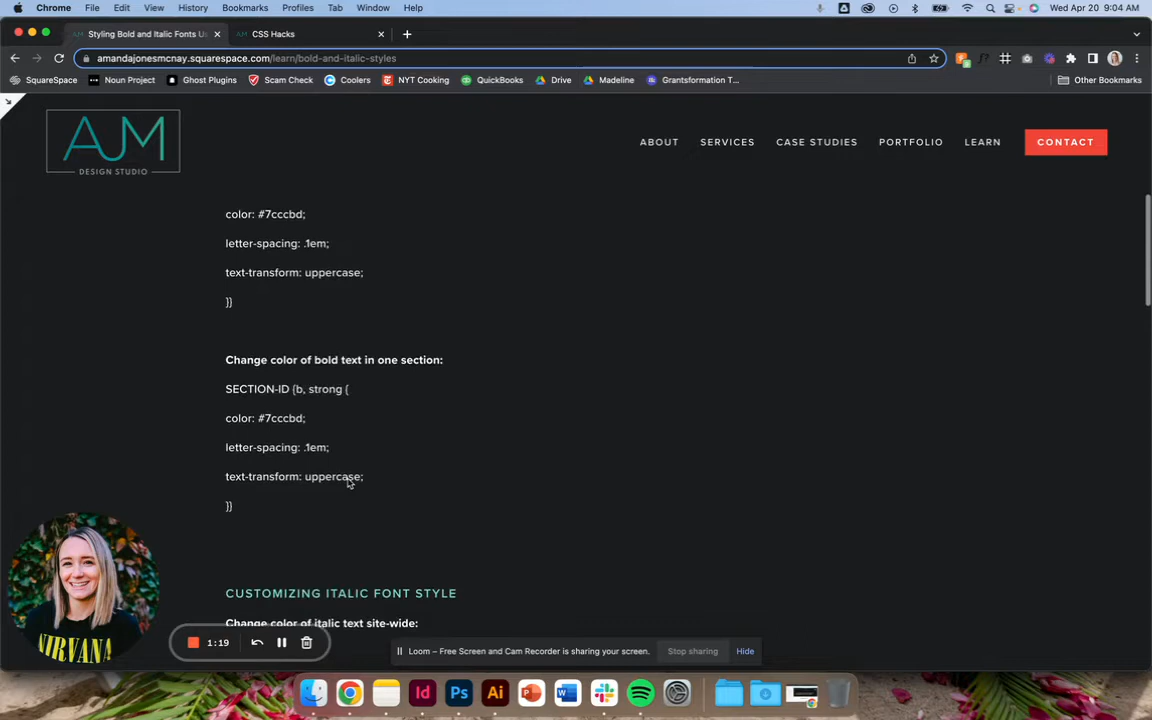 Chrome File Edit View History Bookmarks Profiles Tab Window Help Wed Apr 20 9:04 AM
Styling Bold and Italic Fonts Us CSS Hacks
amandajonesmcnay.squarespace.com/learn/bold-and-italic-styles
SquareSpace Noun Project Ghost Plugins Scam Check Coolers NYT Cooking QuickBooks Drive Madeline Grantsformation T... Other Bookmarks
AJM
DESIGN STUDIO
ABOUT SERVICES CASE STUDIES PORTFOLIO LEARN CONTACT
color: #7cccbd;
letter-spacing: .1em;
text-transform: uppercase;
}}
Change color of bold text in one section:
SECTION-ID {b, strong {
color: #7cccbd;
letter-spacing: .1em;
text-transform: uppercase;
}}
CUSTOMIZING ITALIC FONT STYLE
Change color of italic text site-wide:
NIRVANA
1:19
Loom – Free Screen and Cam Recorder is sharing your screen. Stop sharing Hide
Id Ps Ai P W